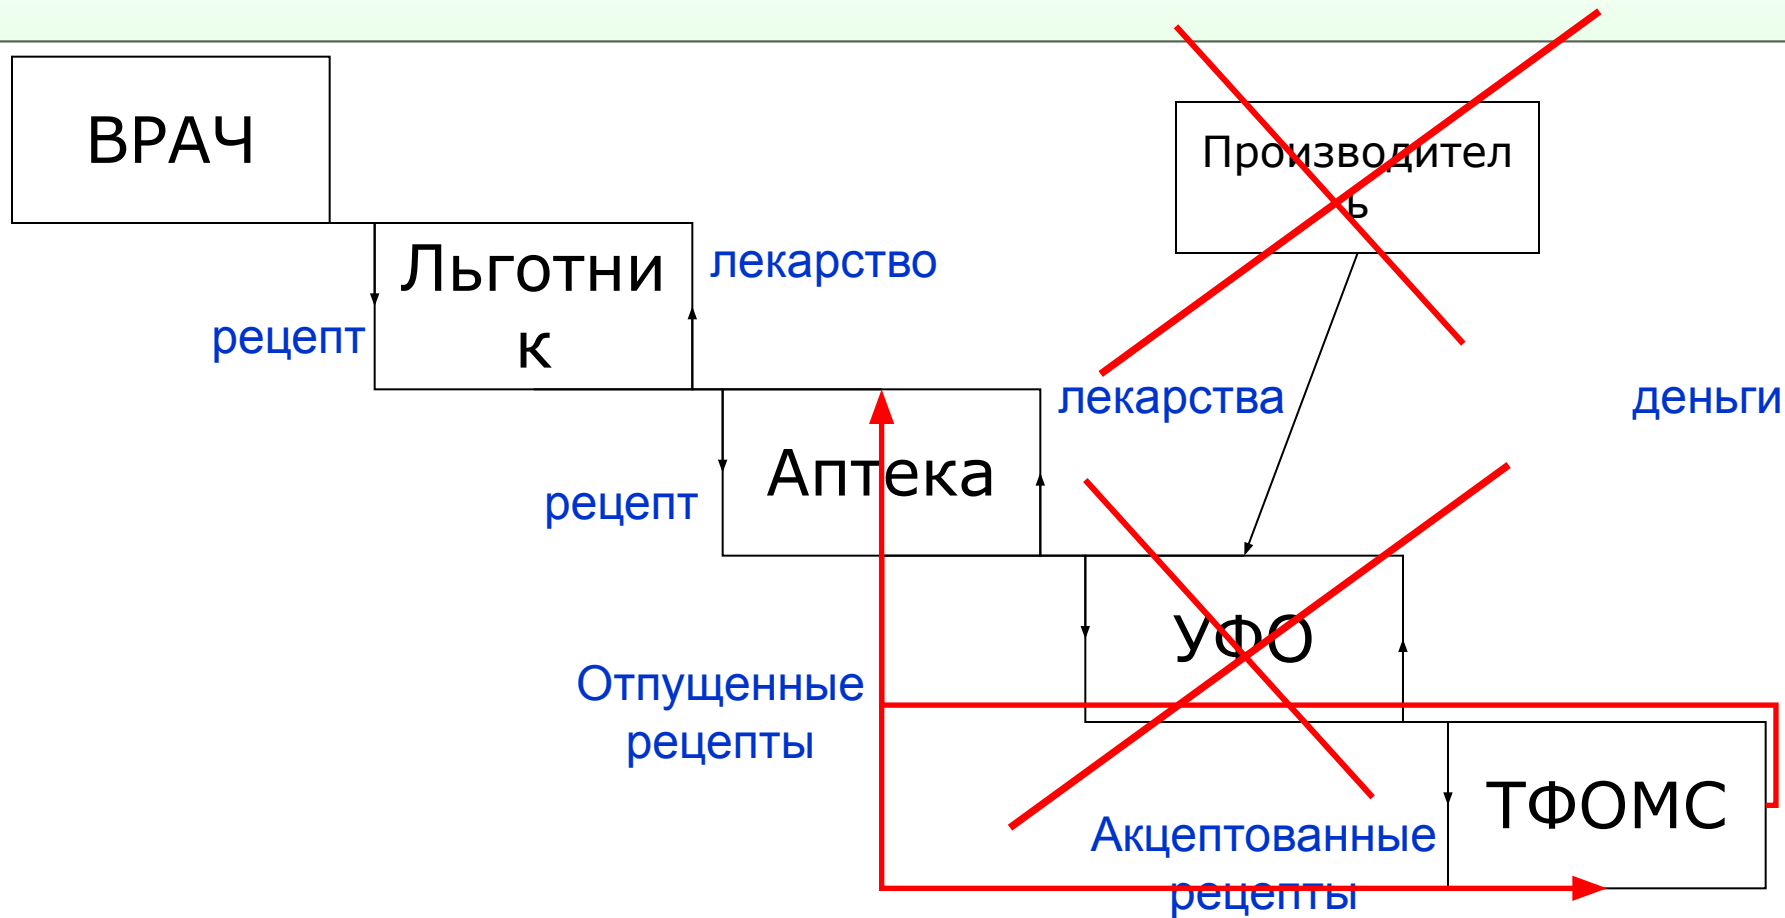 ВРАЧ
Производител
ь
Льготни
к
лекарство
рецепт
лекарства
деньги
Аптека
рецепт
УФО
Отпущенные
рецепты
ТФОМС
Акцептованные
рецепты